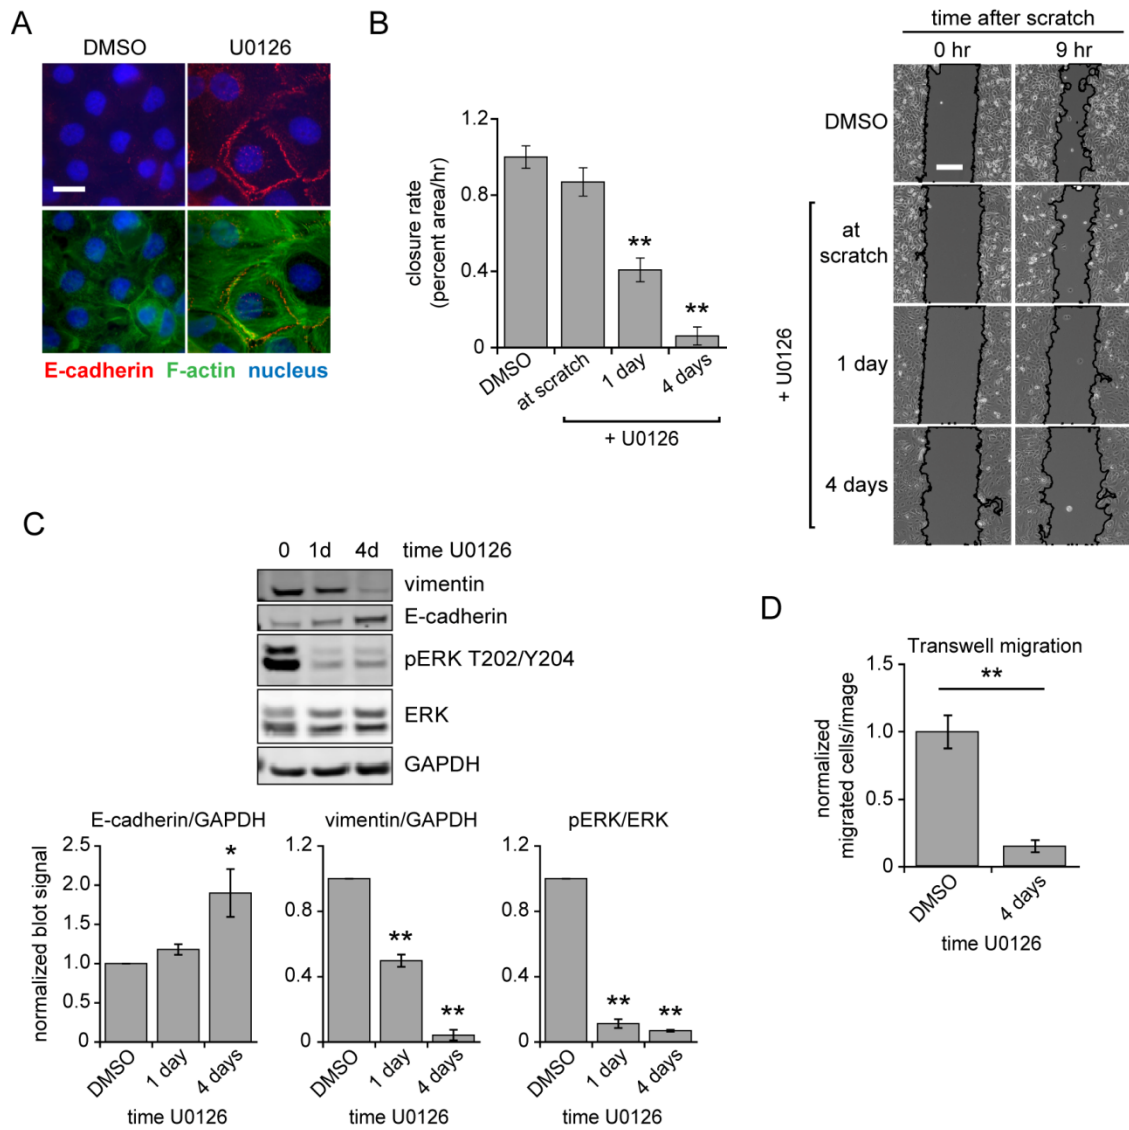 A
DMSO
U0126
E-cadherin F-actin nucleus
B
closure rate
(percent area/hr)
1.2
0.8
0.4
0
**
**
DMSO
at scratch
1 day
4 days
+ U0126
time after scratch
0 hr
9 hr
DMSO
at
scratch
1 day
4 days
+ U0126
C
0 1d 4d time U0126
vimentin
E-cadherin
pERK T202/Y204
ERK
GAPDH
E-cadherin/GAPDH
normalized blot signal
2.5
2.0
1.5
1.0
0.5
0
*
DMSO
1 day
4 days
time U0126
vimentin/GAPDH
1.2
0.8
0.4
0
**
**
DMSO
1 day
4 days
time U0126
pERK/ERK
1.2
0.8
0.4
0
**
**
DMSO
1 day
4 days
time U0126
D
Transwell migration
normalized
migrated cells/image
1.5
1.0
0.5
0
**
DMSO
4 days
time U0126